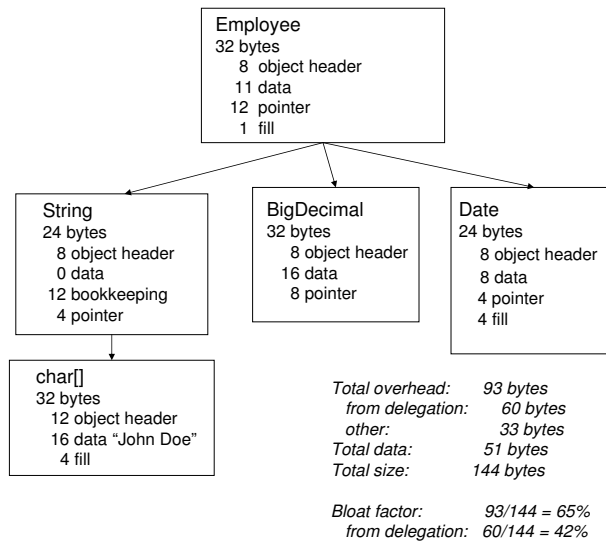 Employee
32 bytes
8 object header
11 data
12 pointer
1 fill
String
24 bytes
8 object header
0 data
12 bookkeeping
4 pointer
BigDecimal
32 bytes
8 object header
16 data
8 pointer
Date
24 bytes
8 object header
8 data
4 pointer
4 fill
char[]
32 bytes
12 object header
16 data “John Doe”
4 fill
Total overhead: 93 bytes
from delegation: 60 bytes
other: 33 bytes
Total data: 51 bytes
Total size: 144 bytes
Bloat factor: 93/144 = 65%
from delegation: 60/144 = 42%